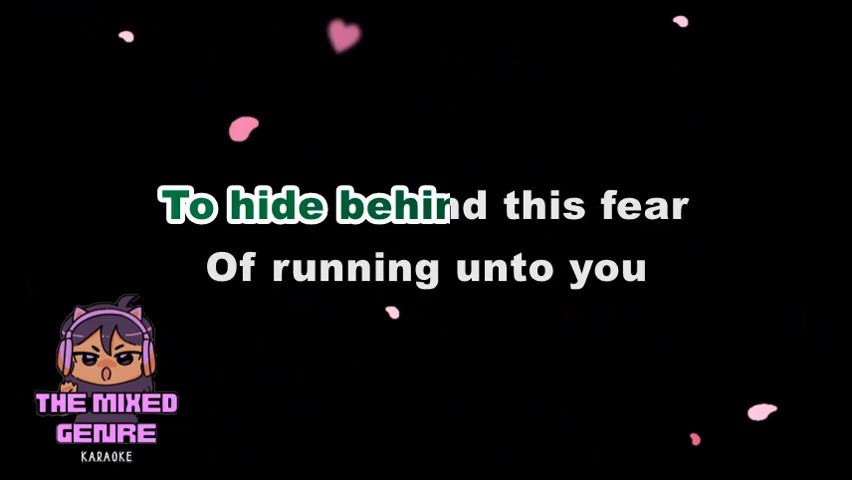 To hide behind this fear
Of running unto you
THE MIXED
GENRE
KARAOKE